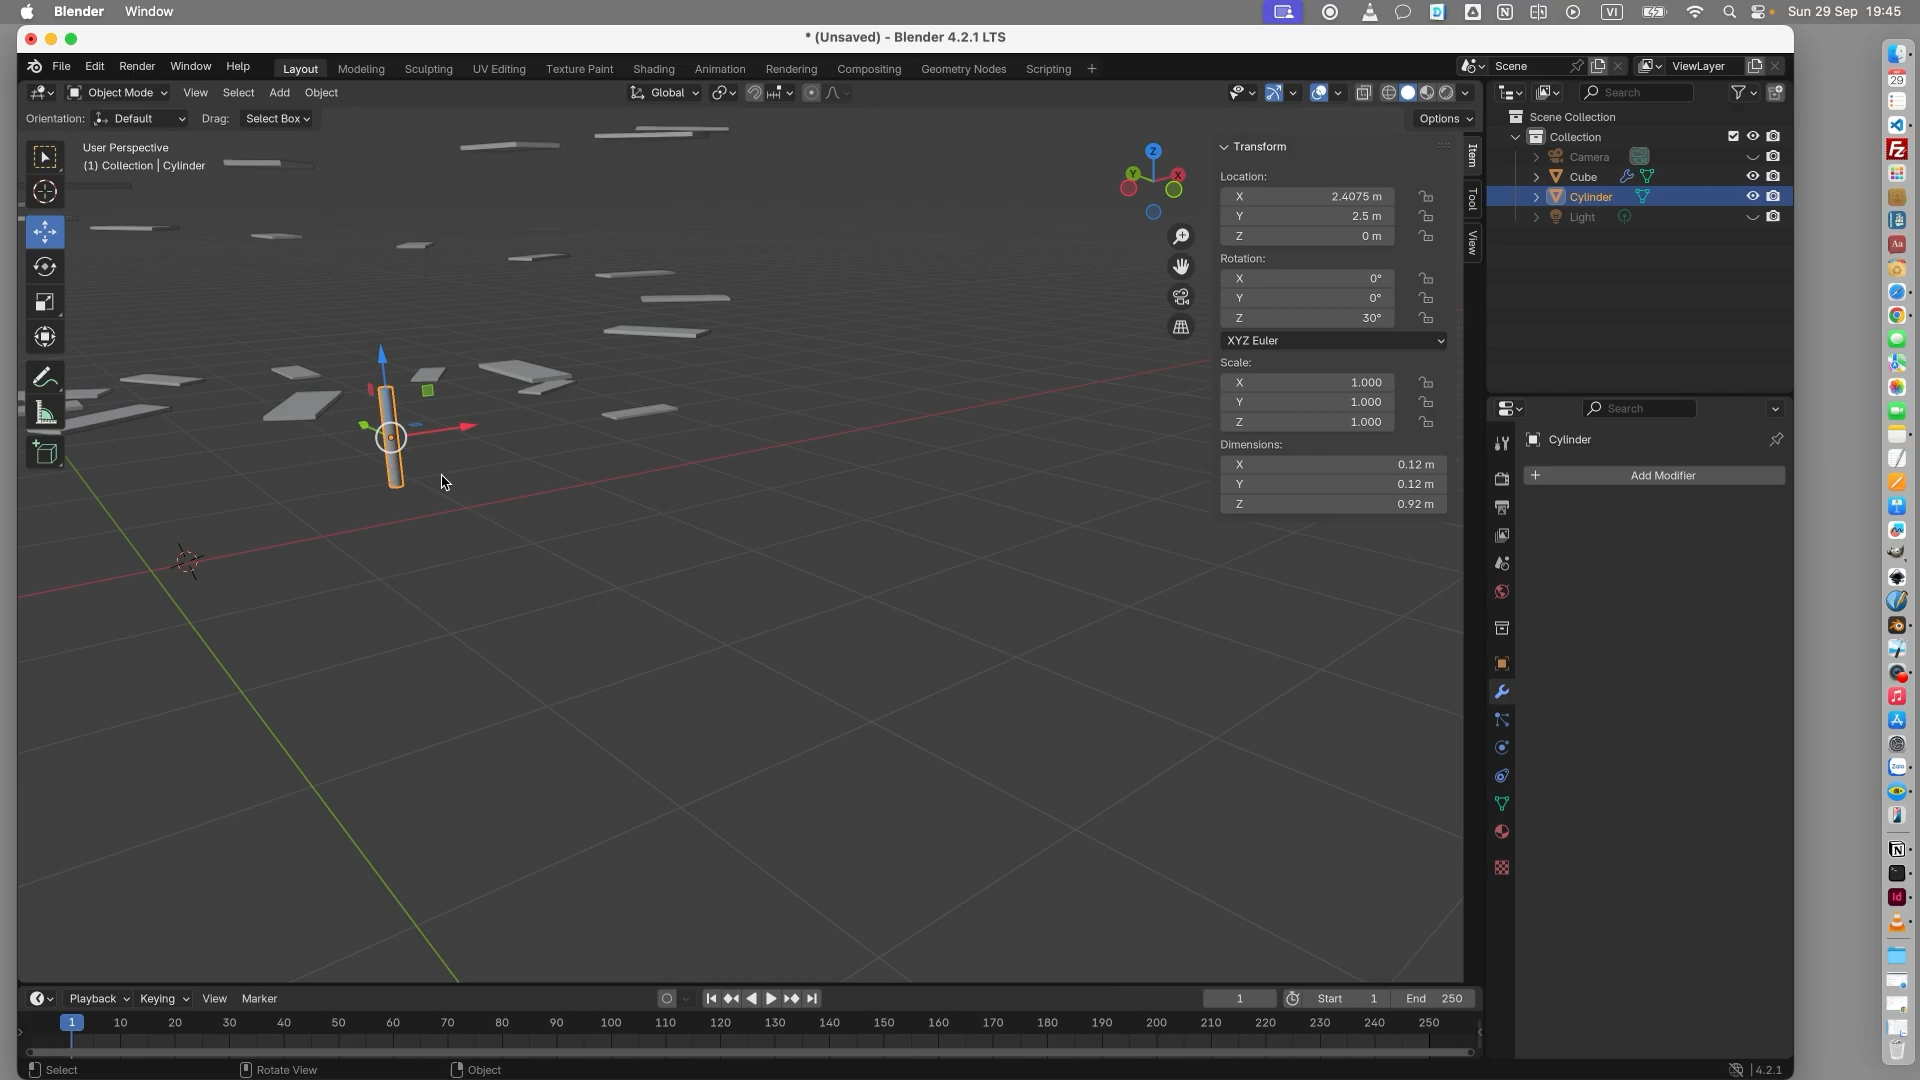 Blender Window
VI Sun 29 Sep 19:45
* (Unsaved) - Blender 4.2.1 LTS
File Edit Render Window Help Layout Modeling Sculpting UV Editing Texture Paint Shading Animation Rendering Compositing Geometry Nodes Scripting + Scene ViewLayer
Object Mode View Select Add Object Global Search
Orientation: Default Drag: Select Box Options
User Perspective
(1) Collection | Cylinder
Z
Y
X
Transform
Location:
X 2.4075 m
Y 2.5 m
Z 0 m
Rotation:
X 0°
Y 0°
Z 30°
XYZ Euler
Scale:
X 1.000
Y 1.000
Z 1.000
Dimensions:
X 0.12 m
Y 0.12 m
Z 0.92 m
Item
Tool
View
Scene Collection
Collection
Camera
Cube
Cylinder
Light
Search
Cylinder
+ Add Modifier
Playback Keying View Marker 1 Start 1 End 250
1 10 20 30 40 50 60 70 80 90 100 110 120 130 140 150 160 170 180 190 200 210 220 230 240 250
Select Rotate View Object 4.2.1
29
Fz
Aa
Zalo
Id